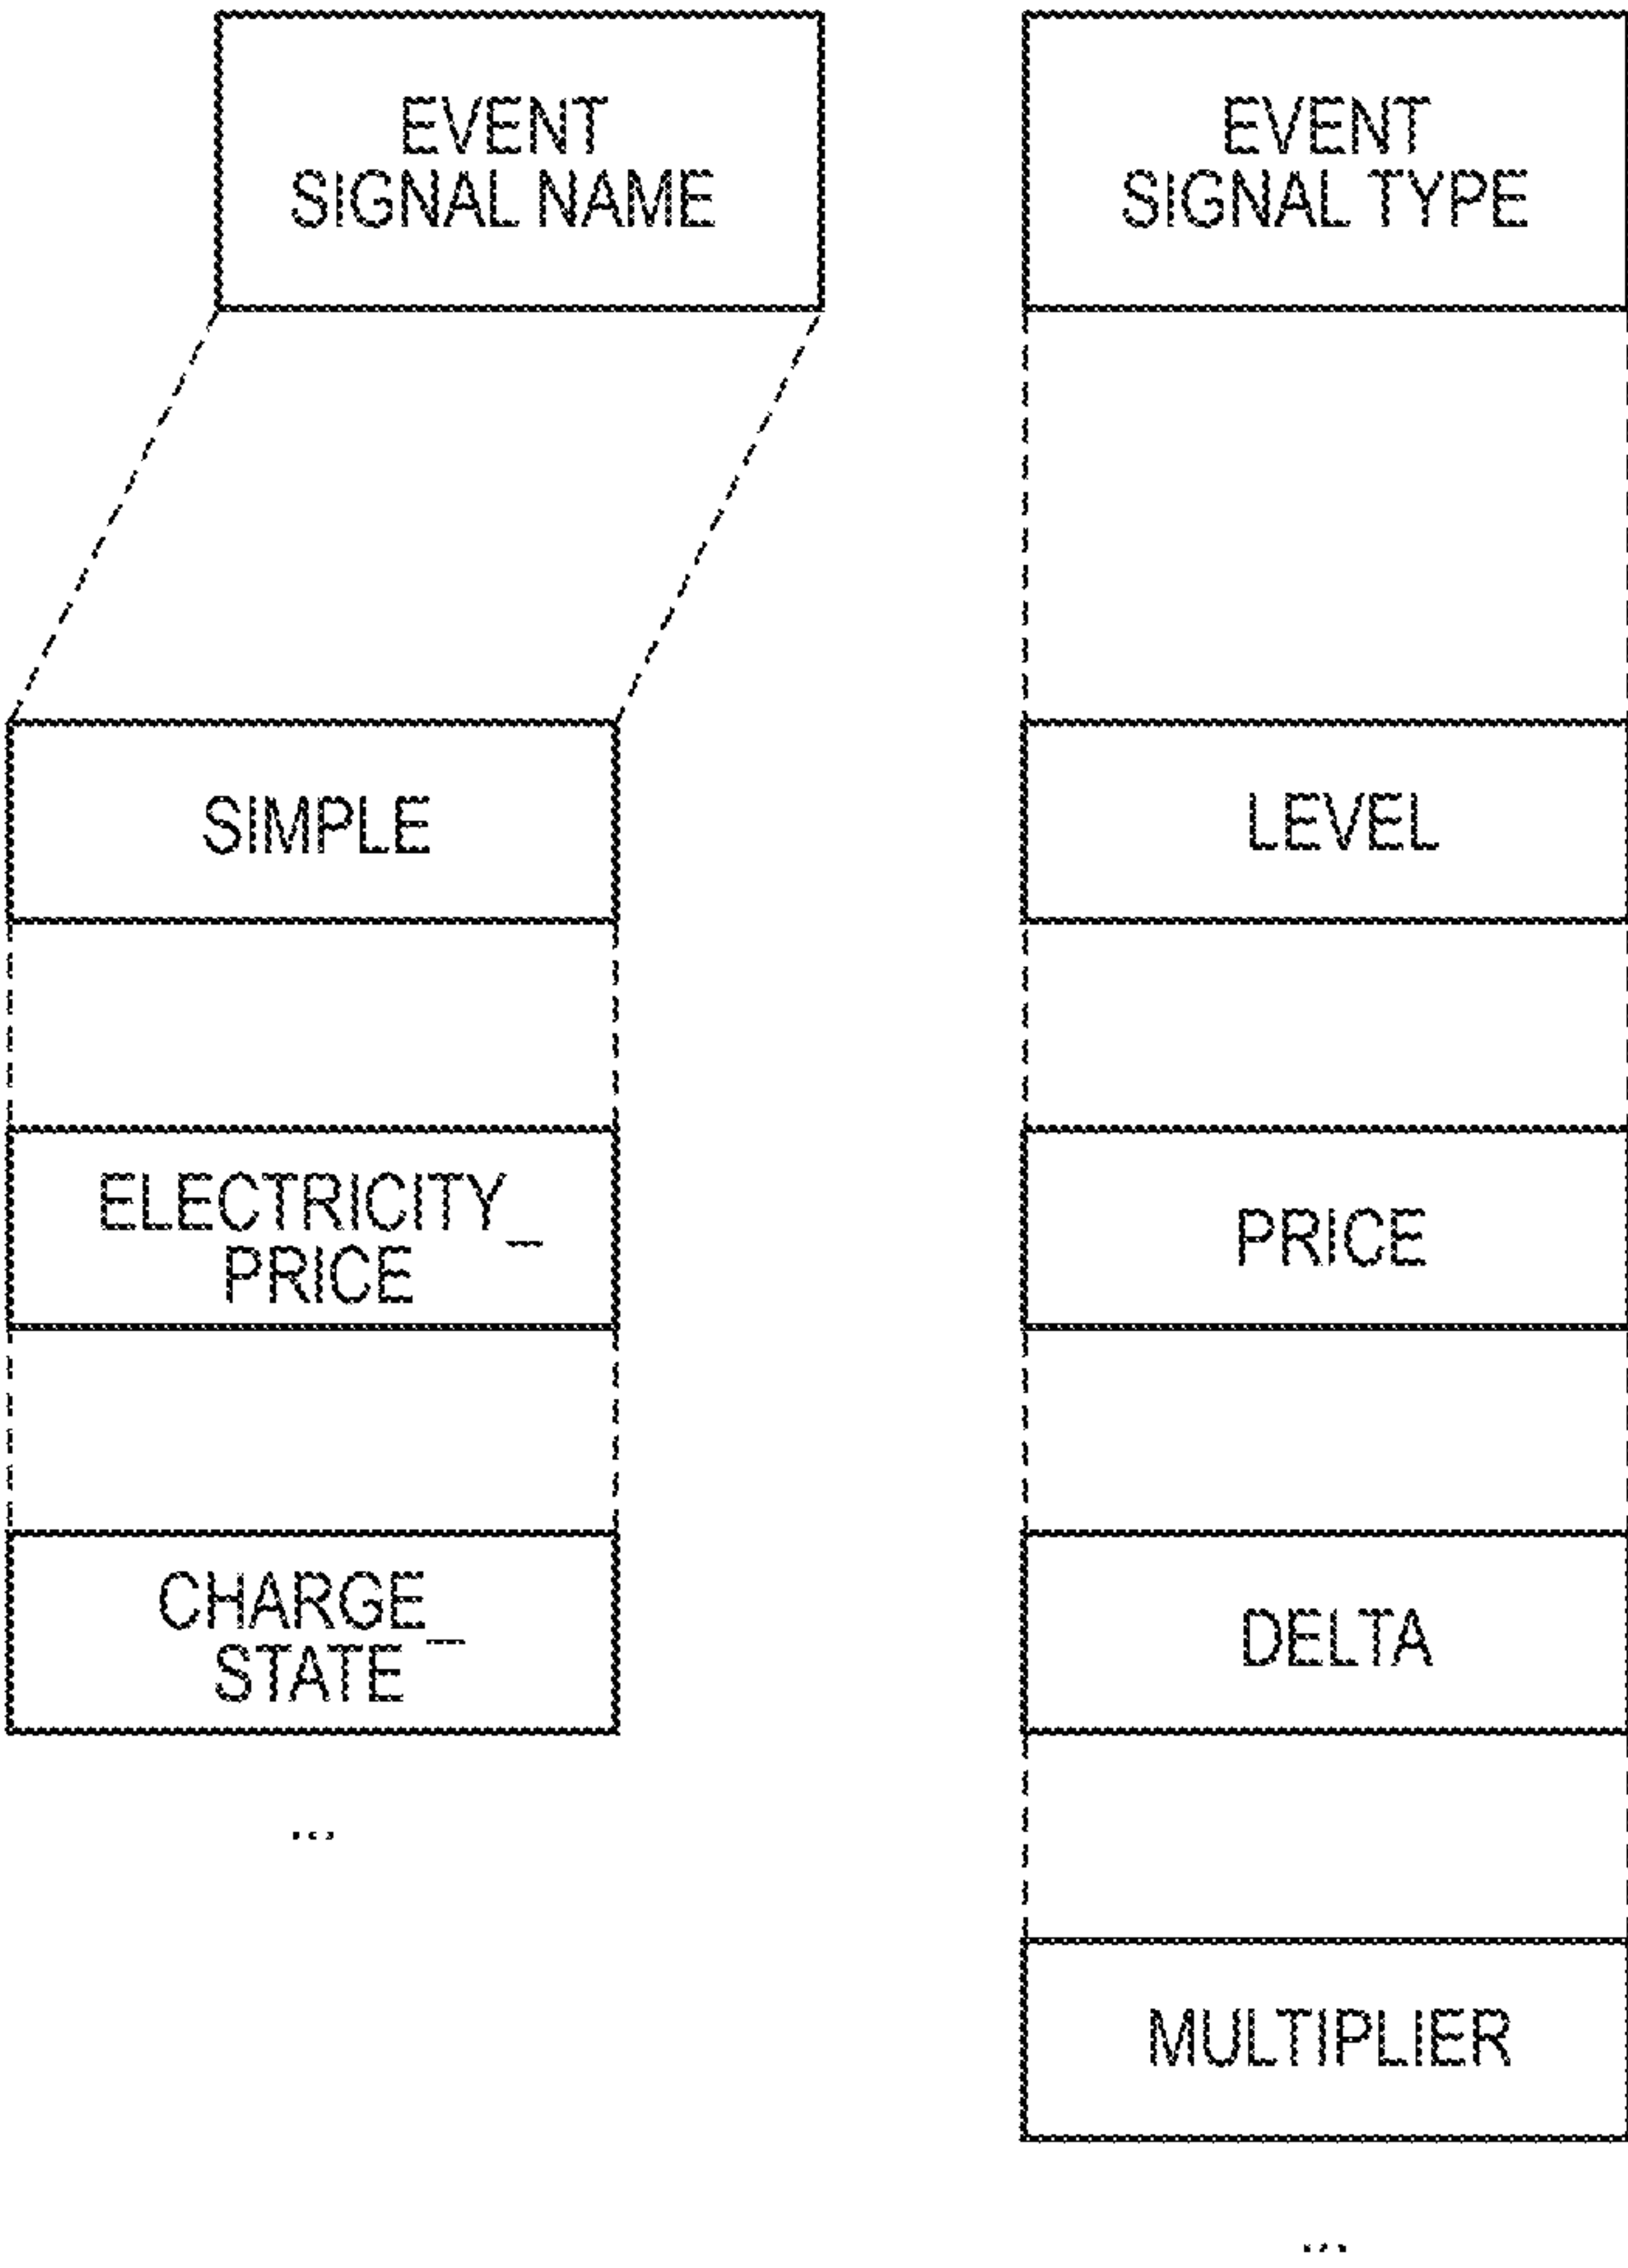 EVENT
SIGNAL NAME
SIMPLE
ELECTRICITY_
PRICE
CHARGE_
STATE
...
EVENT
SIGNAL TYPE
LEVEL
PRICE
DELTA
MULTIPLIER
...